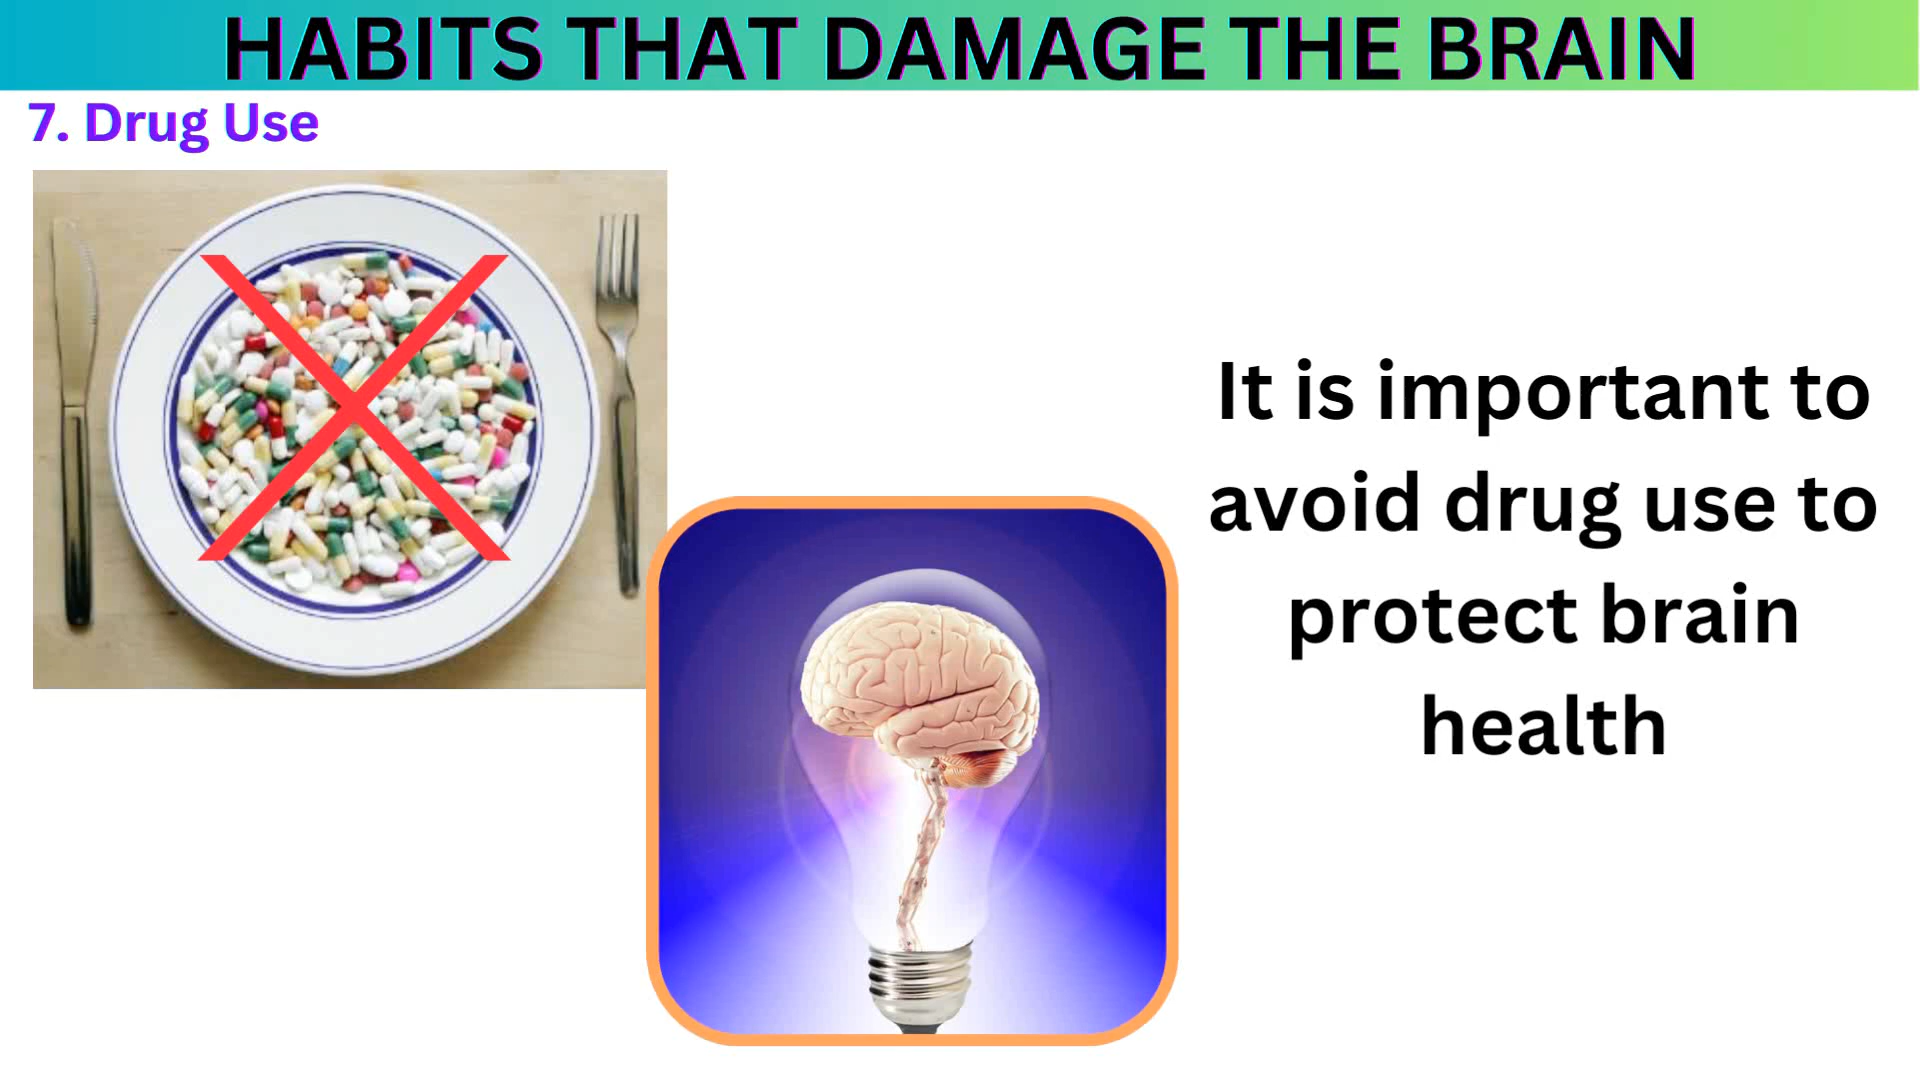 HABITS THAT DAMAGE THE BRAIN
7. Drug Use
It is important to
avoid drug use to
protect brain
health